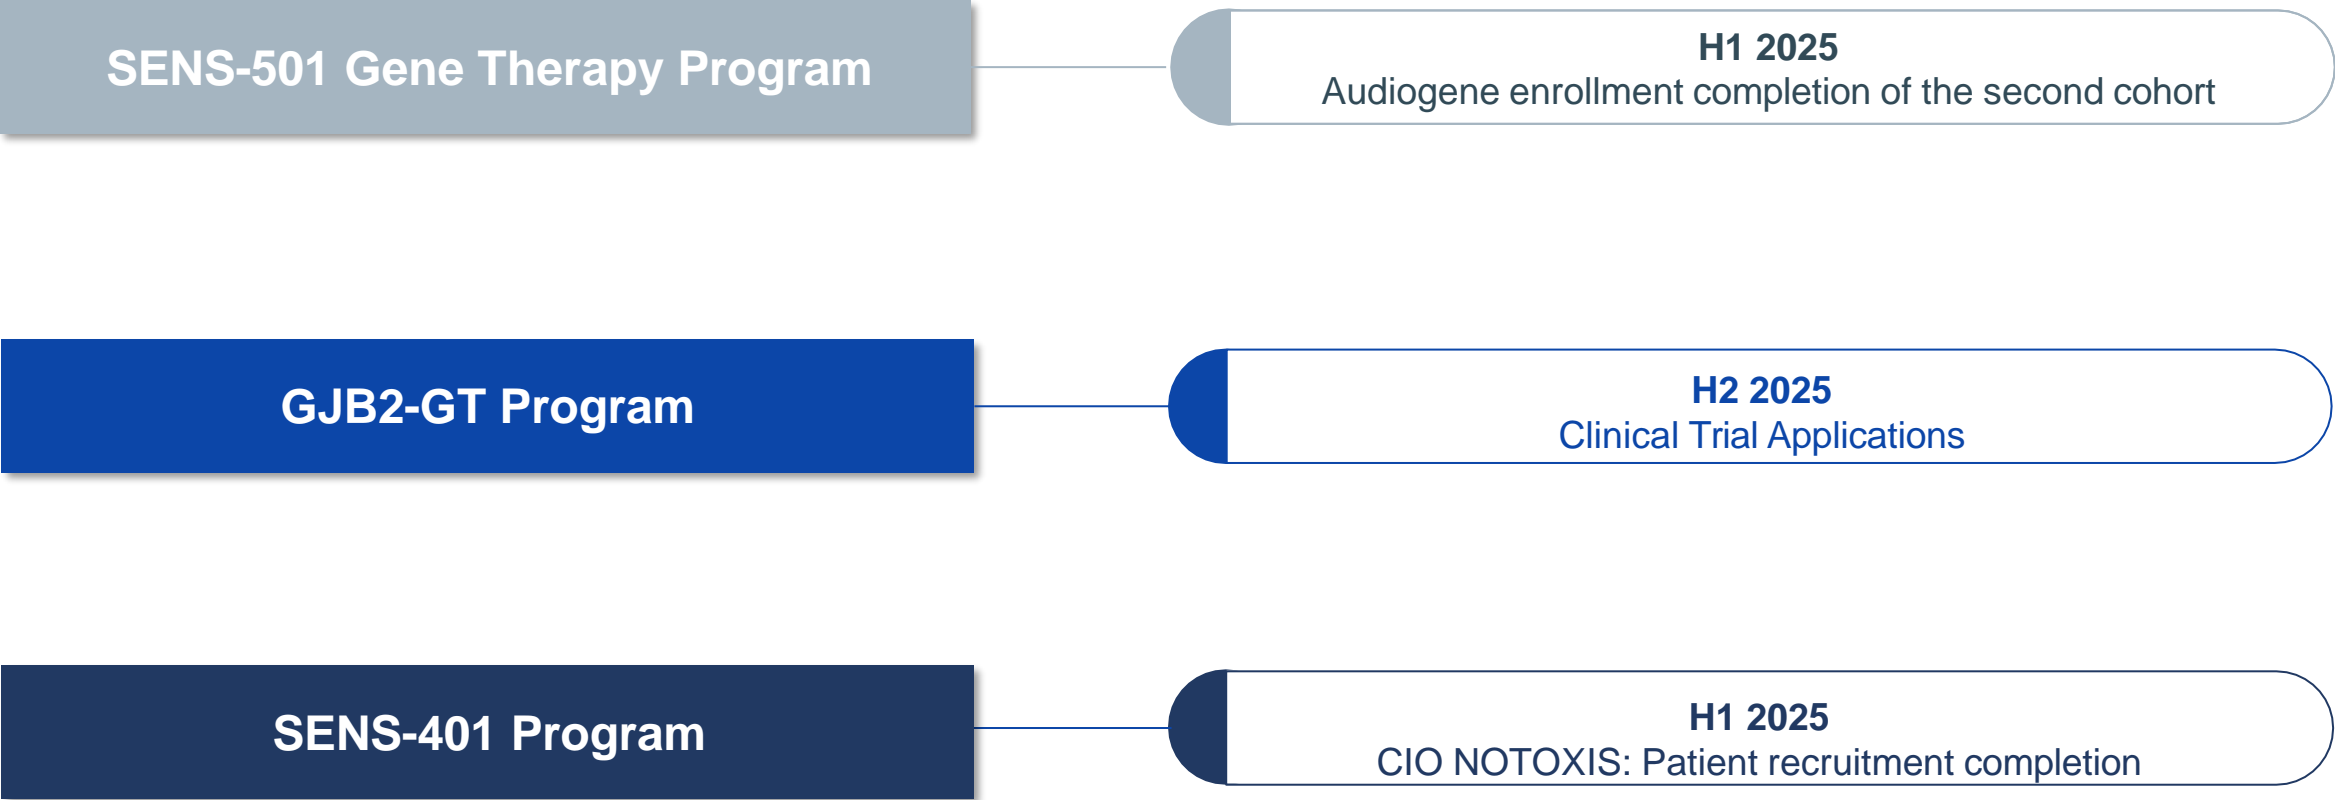 SENS-501 Gene Therapy Program
H1 2025
Audiogene enrollment completion of the second cohort
GJB2-GT Program
H2 2025
Clinical Trial Applications
SENS-401 Program
H1 2025
CIO NOTOXIS: Patient recruitment completion